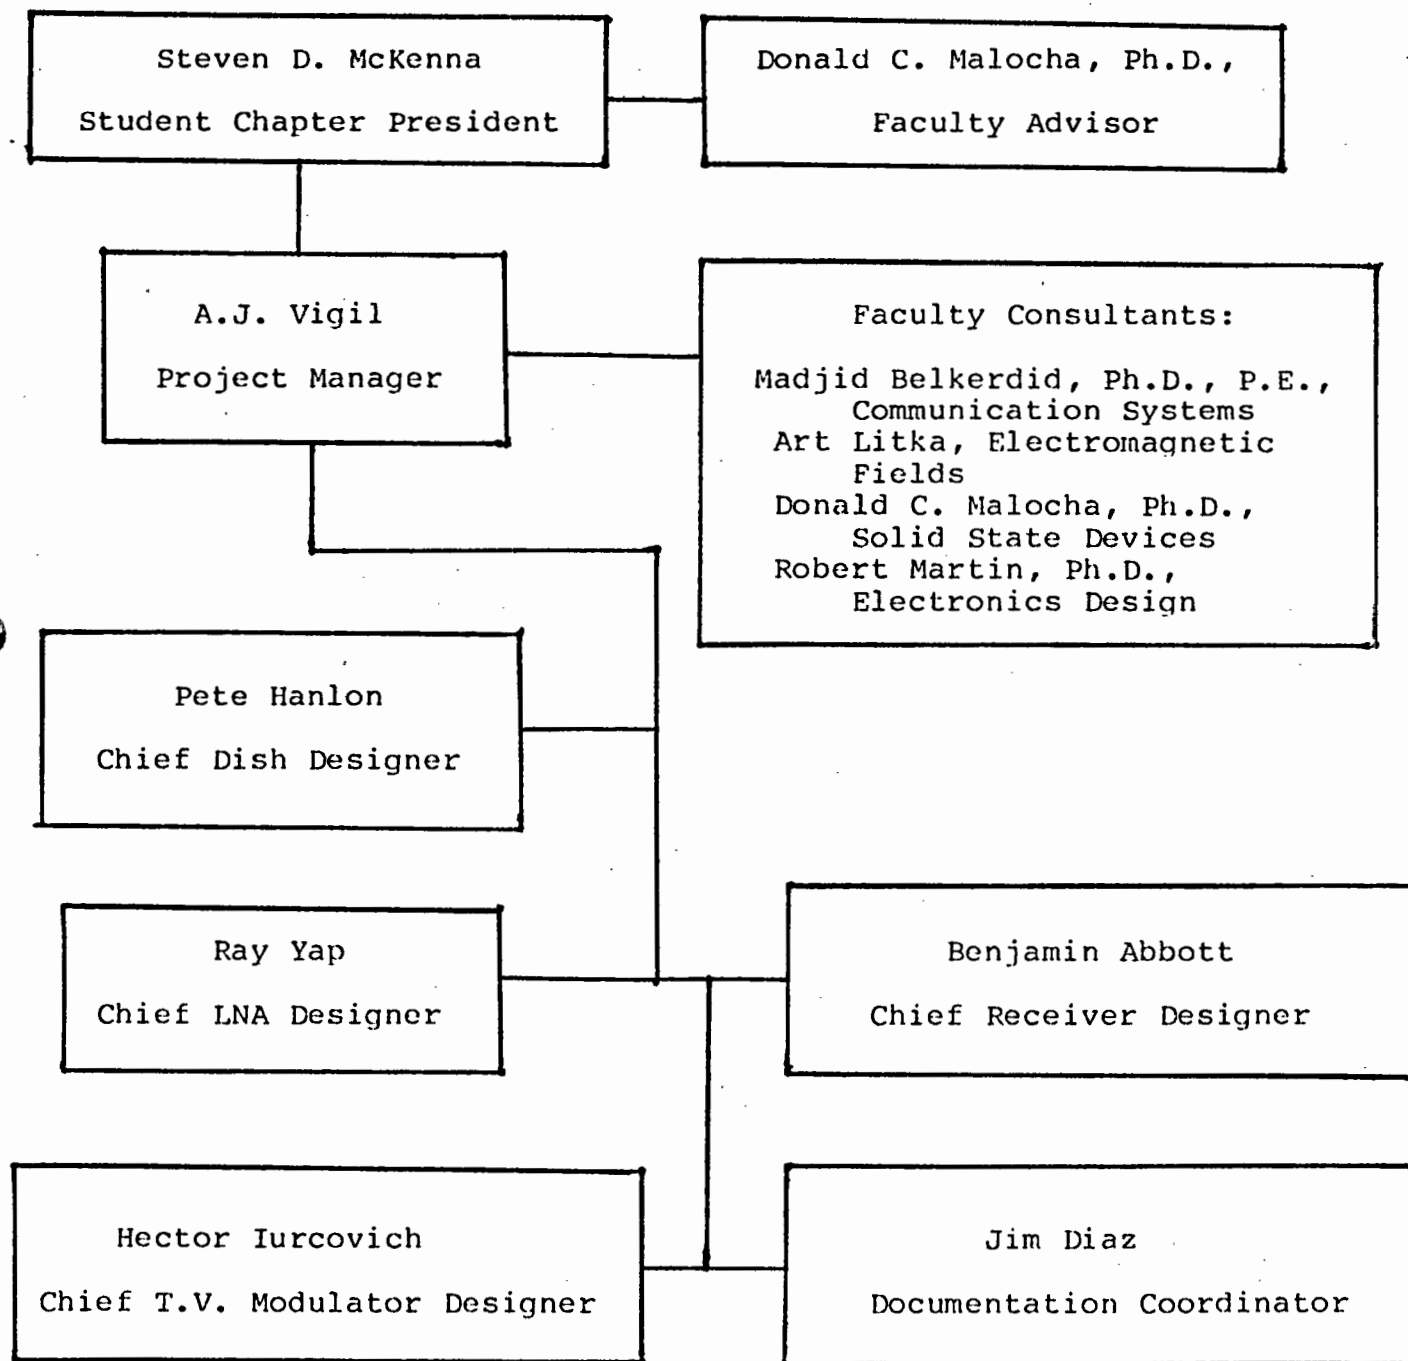 Steven D. McKenna
Student Chapter President
Donald C. Malocha, Ph.D.,
Faculty Advisor
A.J. Vigil
Project Manager
Faculty Consultants:
Madjid Belkerdid, Ph.D., P.E.,
Communication Systems
Art Litka, Electromagnetic
Fields
Donald C. Malocha, Ph.D.,
Solid State Devices
Robert Martin, Ph.D.,
Electronics Design
Pete Hanlon
Chief Dish Designer
Ray Yap
Chief LNA Designer
Benjamin Abbott
Chief Receiver Designer
Hector Iurcovich
Chief T.V. Modulator Designer
Jim Diaz
Documentation Coordinator